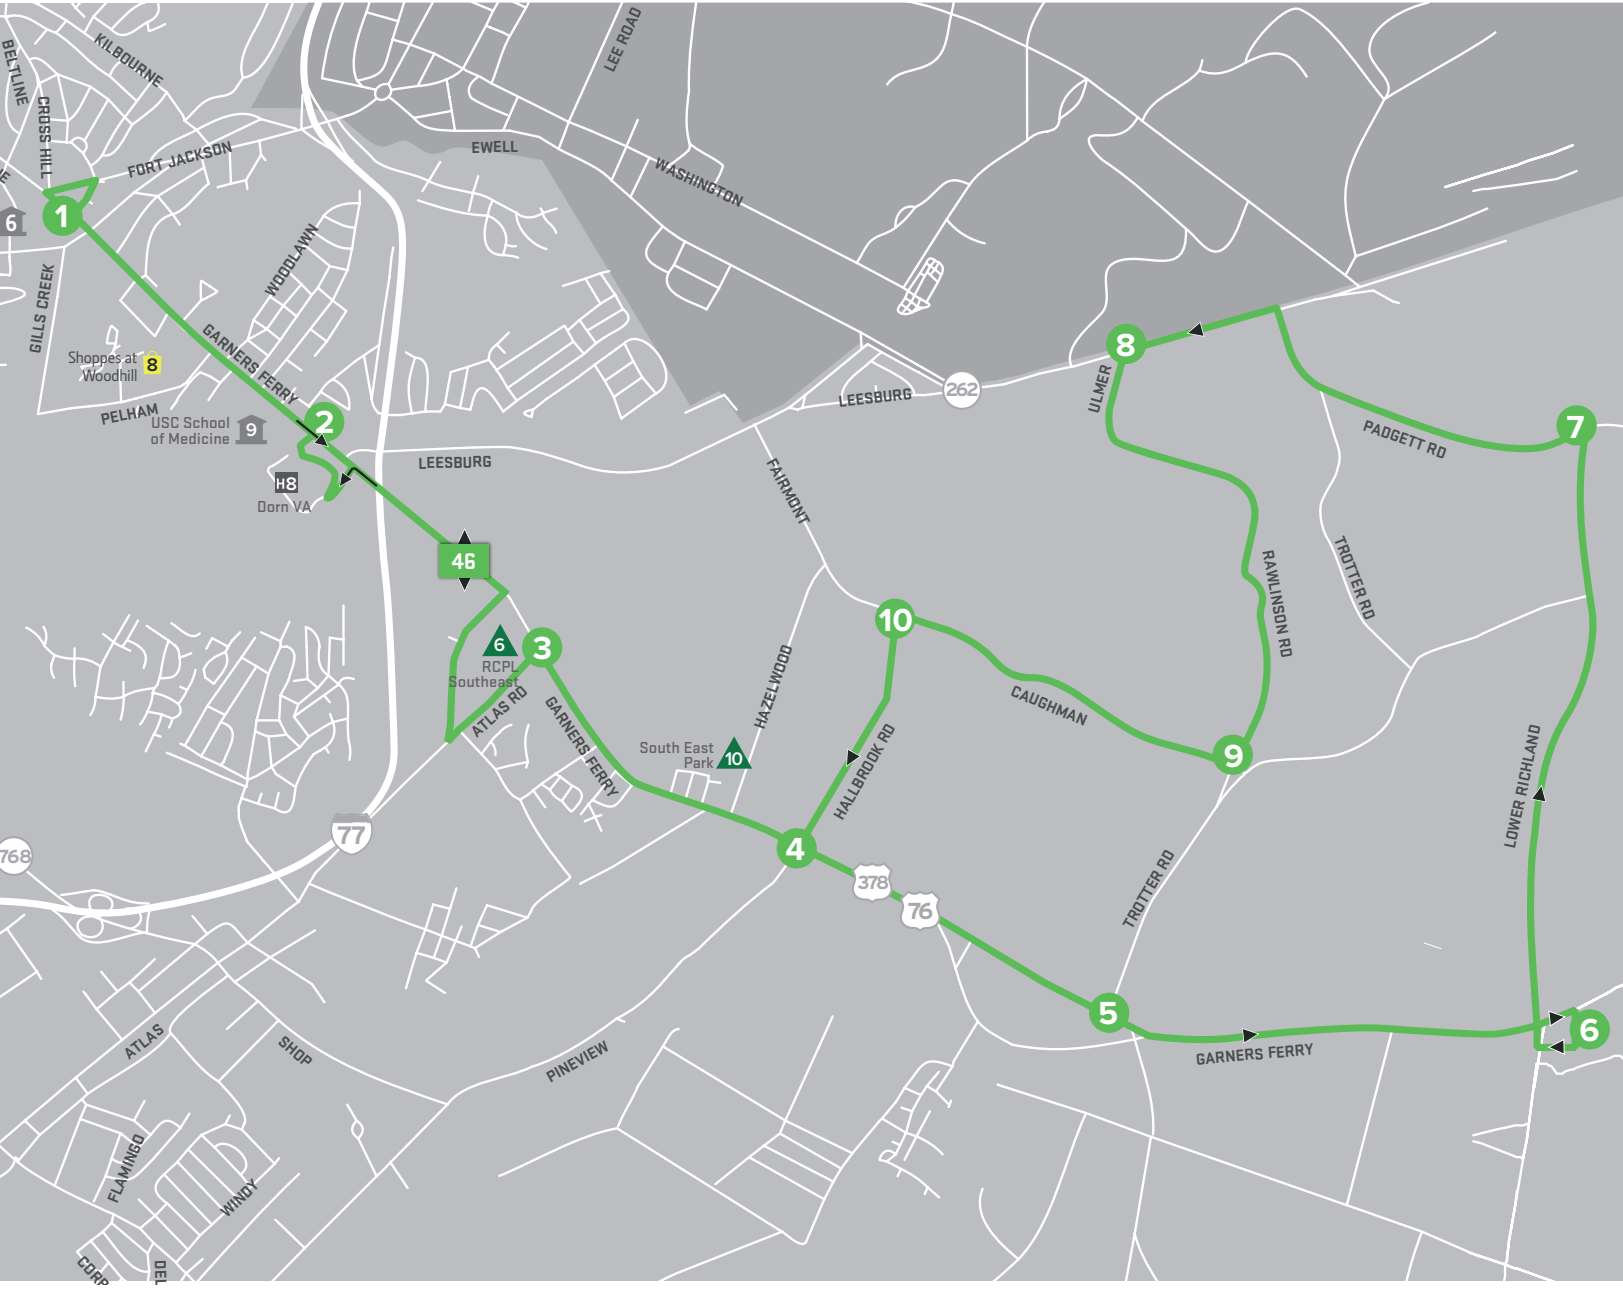 BELTLINE
KILBOURNE
LEE ROAD
CROSS HILL
FORT JACKSON
EWELL
WASHINGTON
1
6
WOODLAWN
GILLS CREEK
GARNERS FERRY
Shoppes at
Woodhill
8
PELHAM
USC School
of Medicine
9
2
LEESBURG
H8
Dorn VA
LEESBURG
262
8
ULMER
PADGETT RD
7
FAIRMONT
46
TROTTER RD
RAWLINSON RD
10
3
6
RCPL
Southeast
ATLAS RD
GARNERS FERRY
HAZELWOOD
South East
Park
10
CAUGHMAN
HALLBROOK RD
9
LOWER RICHLAND
77
768
4
378
76
TROTTER RD
5
GARNERS FERRY
6
ATLAS
SHOP
PINEVIEW
FLAMINGO
WINDY
CORR
DEL